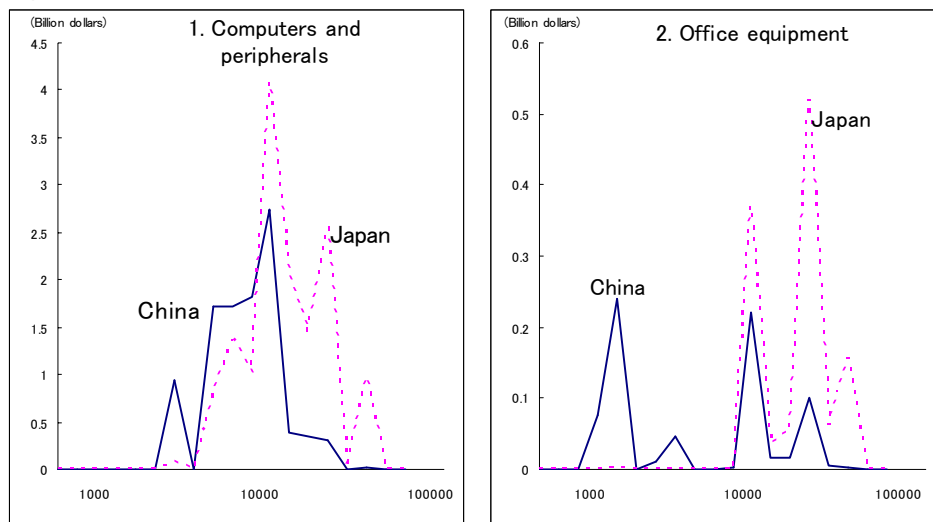 (Billion dollars)
1. Computers and
peripherals
4.5
4
3.5
3
2.5
2
1.5
1
0.5
0
China
Japan
1000 10000 100000
(Billion dollars)
2. Office equipment
0.6
0.5
0.4
0.3
0.2
0.1
0
China
Japan
1000 10000 100000